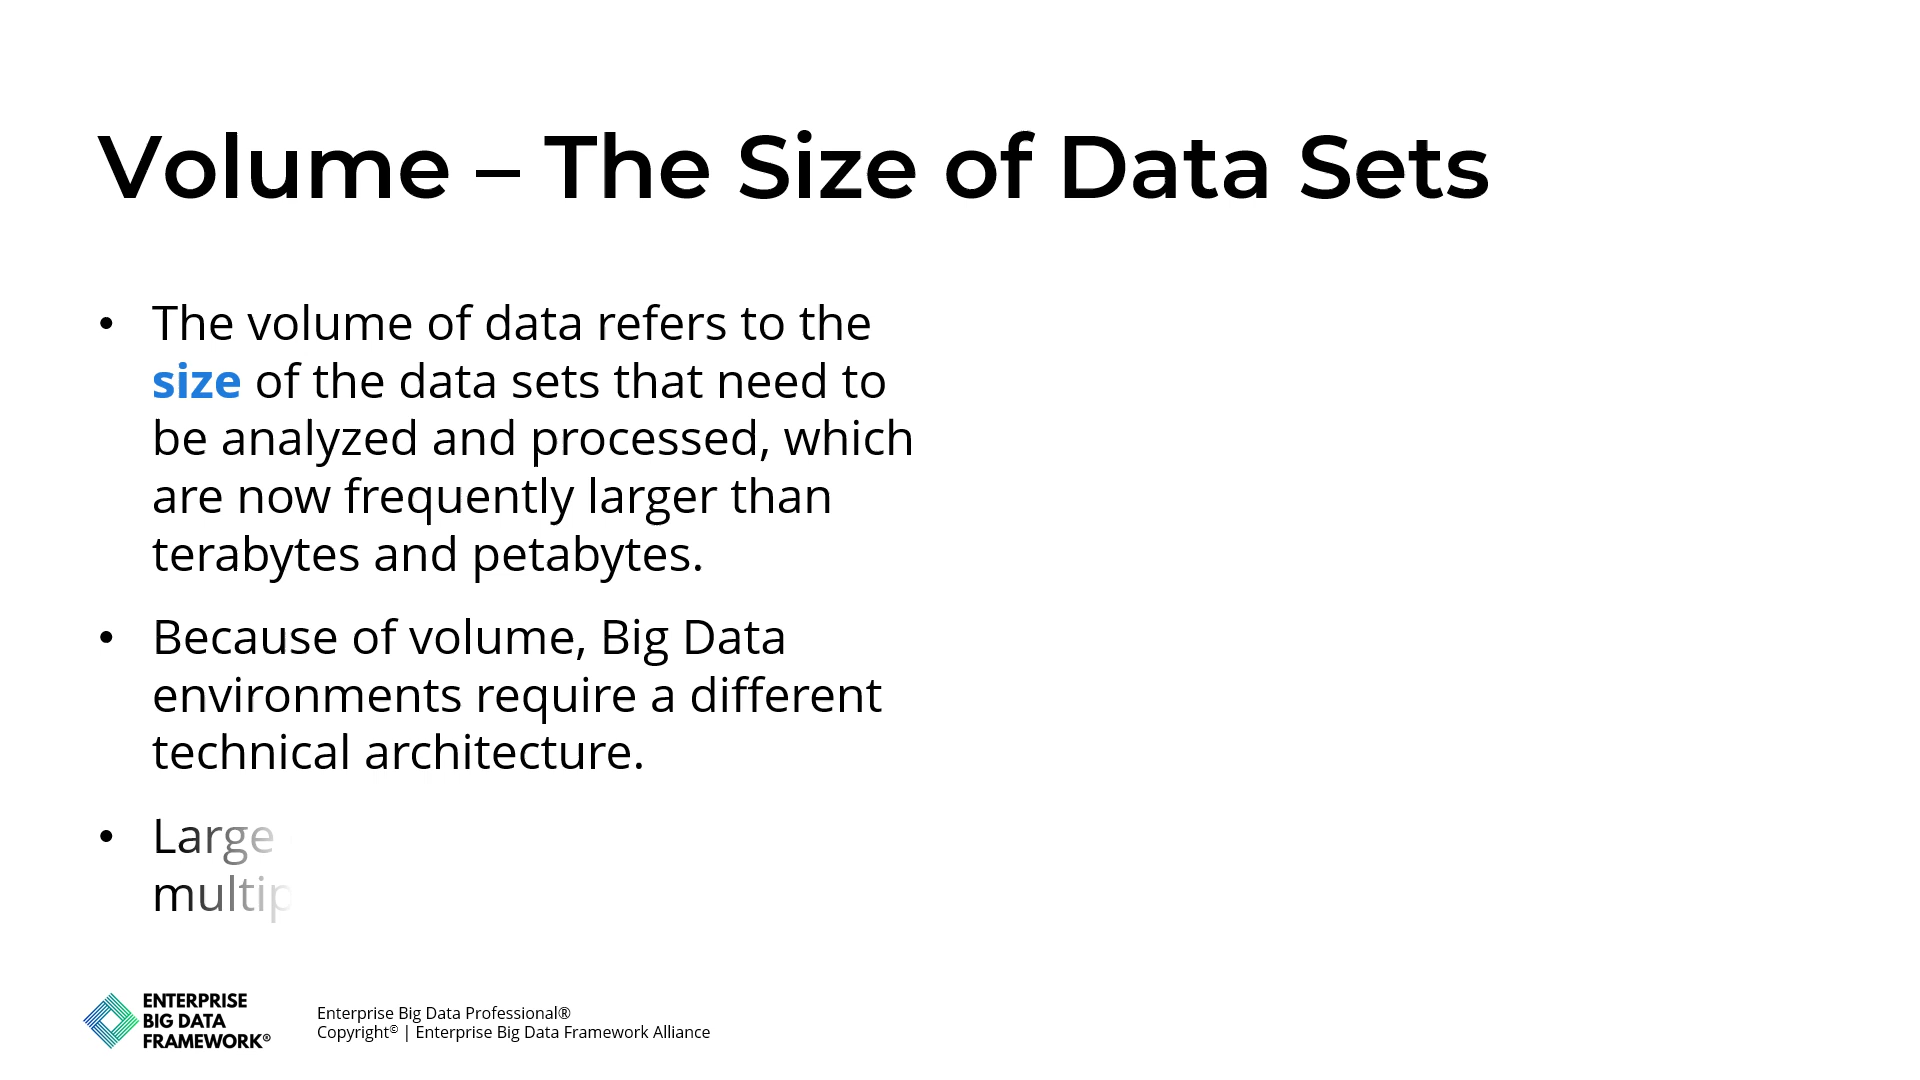 Volume – The Size of Data Sets
• The volume of data refers to the
size of the data sets that need to
be analyzed and processed, which
are now frequently larger than
terabytes and petabytes.
• Because of volume, Big Data
environments require a different
technical architecture.
• Large
ENTERPRISE
BIG DATA
FRAMEWORK®
Enterprise Big Data Professional®
Copyright© | Enterprise Big Data Framework Alliance